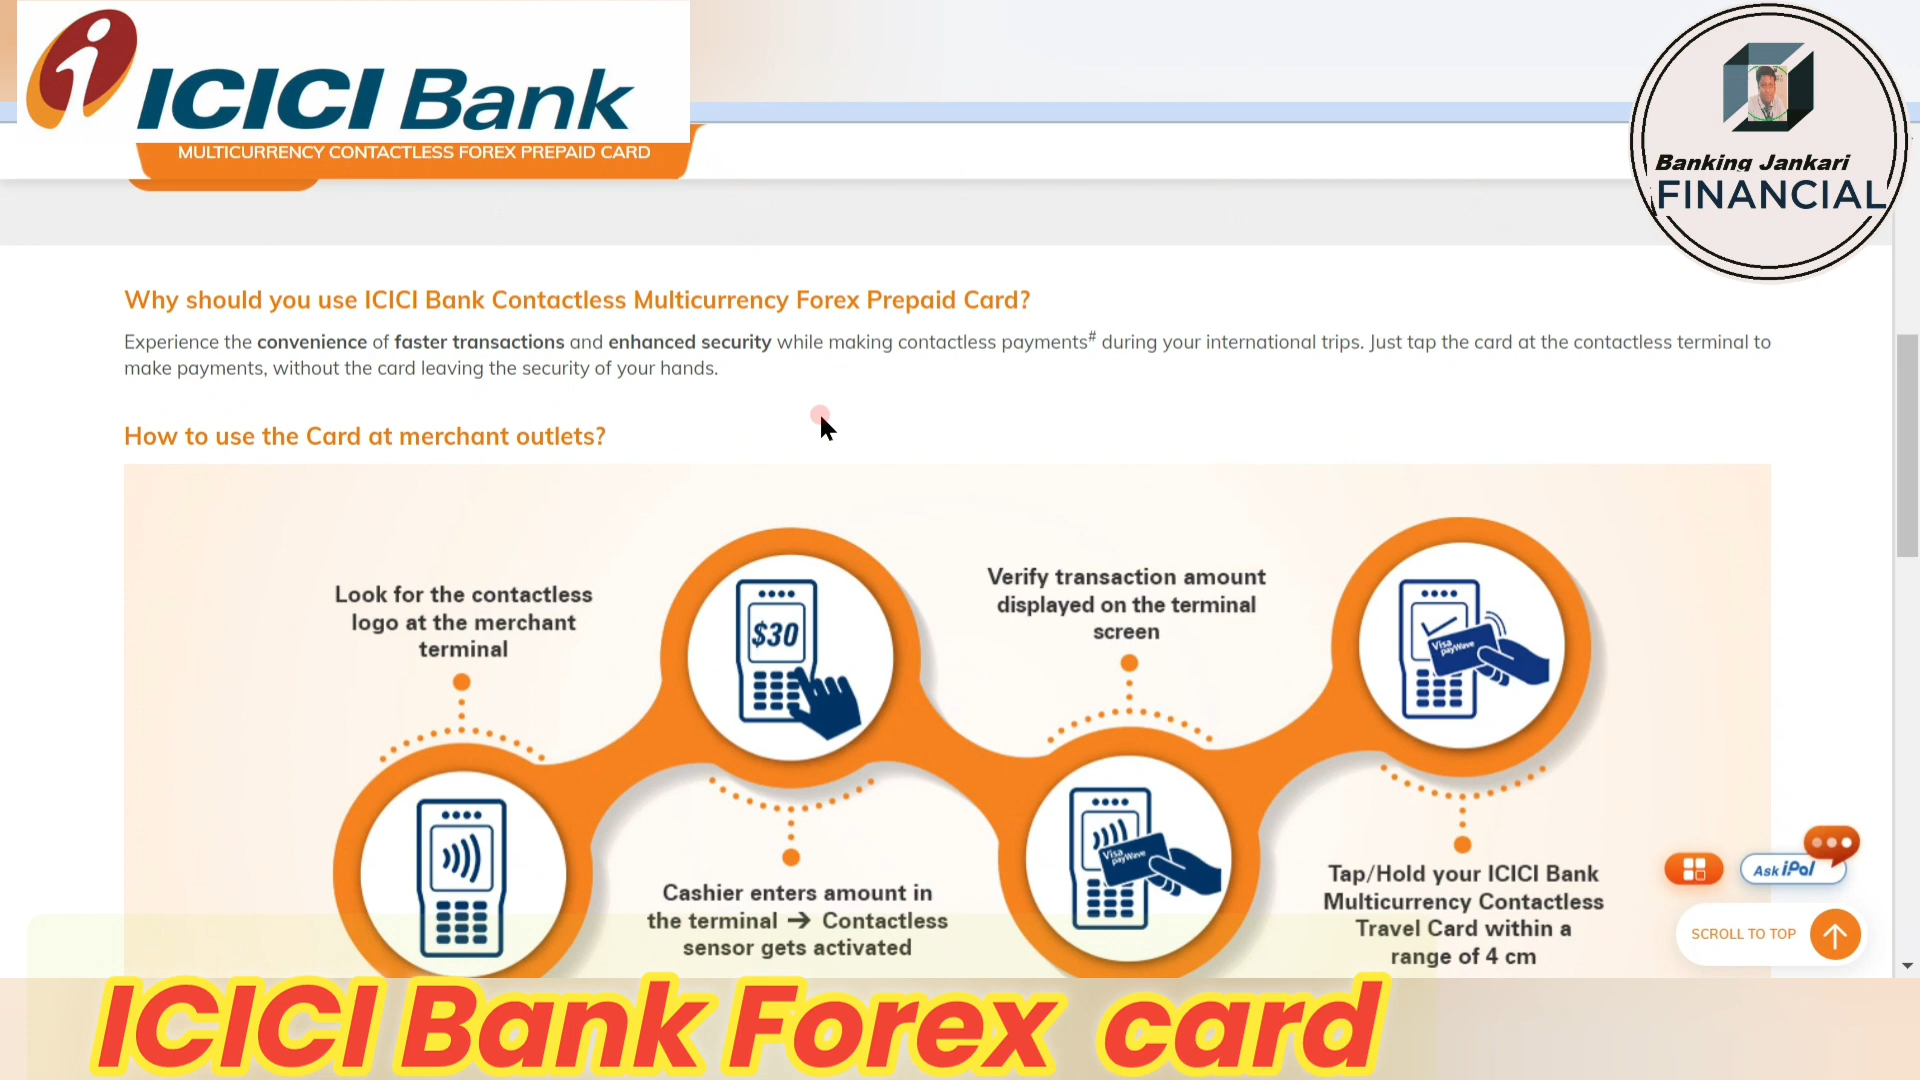 i
ICICI Bank
MULTICURRENCY CONTACTLESS FOREX PREPAID CARD
Banking Jankari
FINANCIAL
Why should you use ICICI Bank Contactless Multicurrency Forex Prepaid Card?
Experience the convenience of faster transactions and enhanced security while making contactless payments# during your international trips. Just tap the card at the contactless terminal to
make payments, without the card leaving the security of your hands.
How to use the Card at merchant outlets?
Look for the contactless
logo at the merchant
terminal
$30
Cashier enters amount in
the terminal → Contactless
sensor gets activated
Verify transaction amount
displayed on the terminal
screen
Visa
payWave
Visa
payWave
Tap/Hold your ICICI Bank
Multicurrency Contactless
Travel Card within a
range of 4 cm
Ask iPal
SCROLL TO TOP
ICICI Bank Forex card